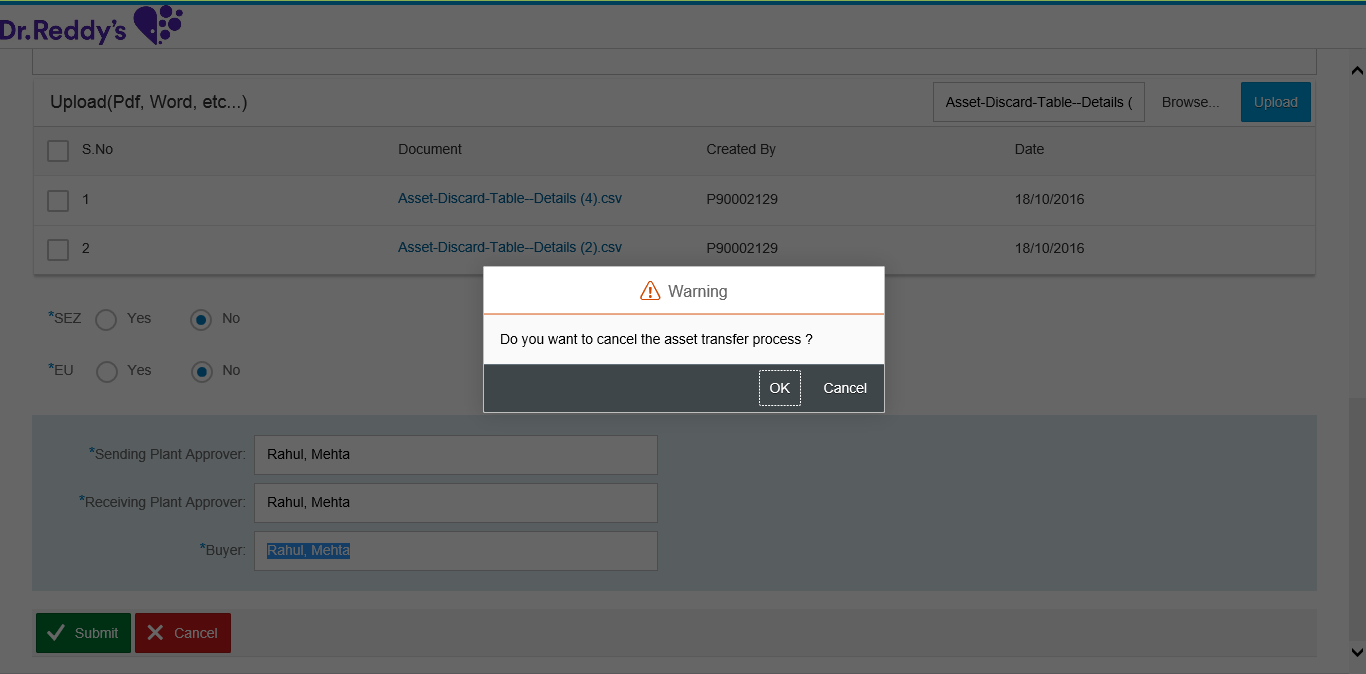 Dr.Reddy's
Upload(Pdf, Word, etc...)
Asset-Discard-Table--Details (
Browse...
Upload
S.No Document Created By Date
1 Asset-Discard-Table--Details (4).csv P90002129 18/10/2016
2 Asset-Discard-Table--Details (2).csv P90002129 18/10/2016
Warning
Do you want to cancel the asset transfer process ?
OK Cancel
*SEZ Yes No
*EU Yes No
*Sending Plant Approver: Rahul, Mehta
*Receiving Plant Approver: Rahul, Mehta
*Buyer: Rahul, Mehta
Submit Cancel